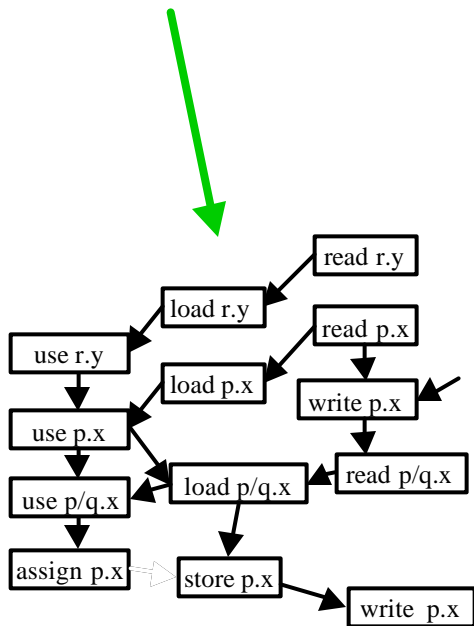 read r.y
load r.y
read p.x
use r.y
load p.x
write p.x
use p.x
read p/q.x
load p/q.x
use p/q.x
assign p.x
store p.x
write p.x